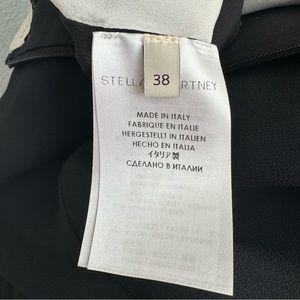 38
STELLA
RTNEY
MADE IN ITALY
FABRIQUE EN ITALIE
HERGESTELLT IN ITALIEN
HECHO EN ITALIA
イタリア製
СДЕЛАНО В ИТАЛИИ